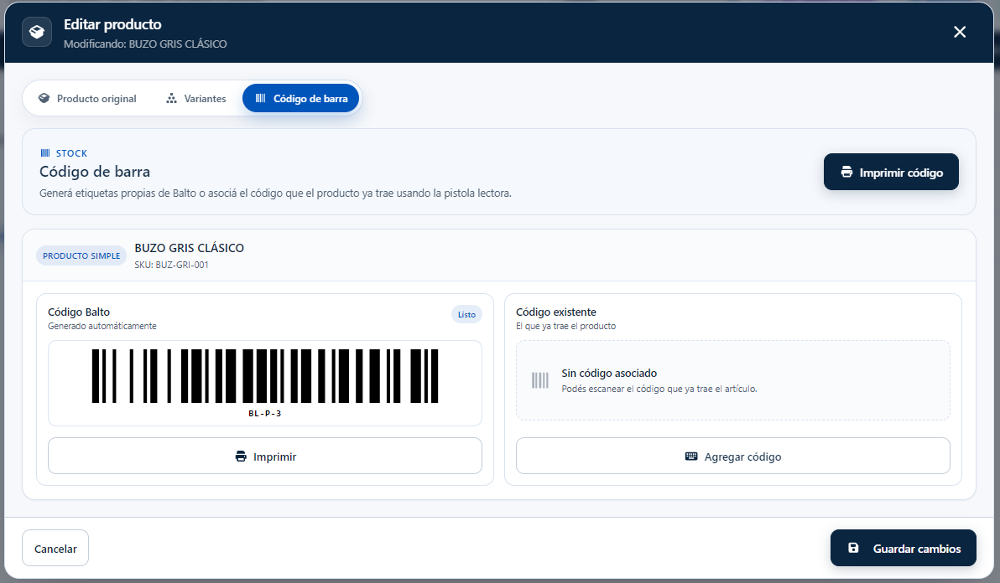 Editar producto
Modificando: BUZO GRIS CLÁSICO
Producto original
Variantes
Código de barra
STOCK
Código de barra
Generá etiquetas propias de Balto o asociá el código que el producto ya trae usando la pistola lectora.
Imprimir código
PRODUCTO SIMPLE
BUZO GRIS CLÁSICO
SKU: BUZ-GRI-001
Código Balto
Generado automáticamente
Listo
BL-P-3
Imprimir
Código existente
El que ya trae el producto
Sin código asociado
Podés escanear el código que ya trae el artículo.
Agregar código
Cancelar
Guardar cambios